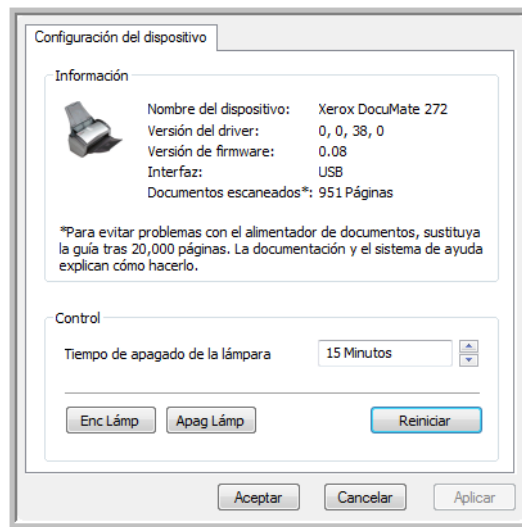 Configuración del dispositivo
Información
Nombre del dispositivo: Xerox DocuMate 272
Versión del driver: 0, 0, 38, 0
Versión de firmware: 0.08
Interfaz: USB
Documentos escaneados*: 951 Páginas
*Para evitar problemas con el alimentador de documentos, sustituya
la guía tras 20,000 páginas. La documentación y el sistema de ayuda
explican cómo hacerlo.
Control
Tiempo de apagado de la lámpara 15 Minutos
Enc Lámp Apag Lámp Reiniciar
Aceptar Cancelar Aplicar